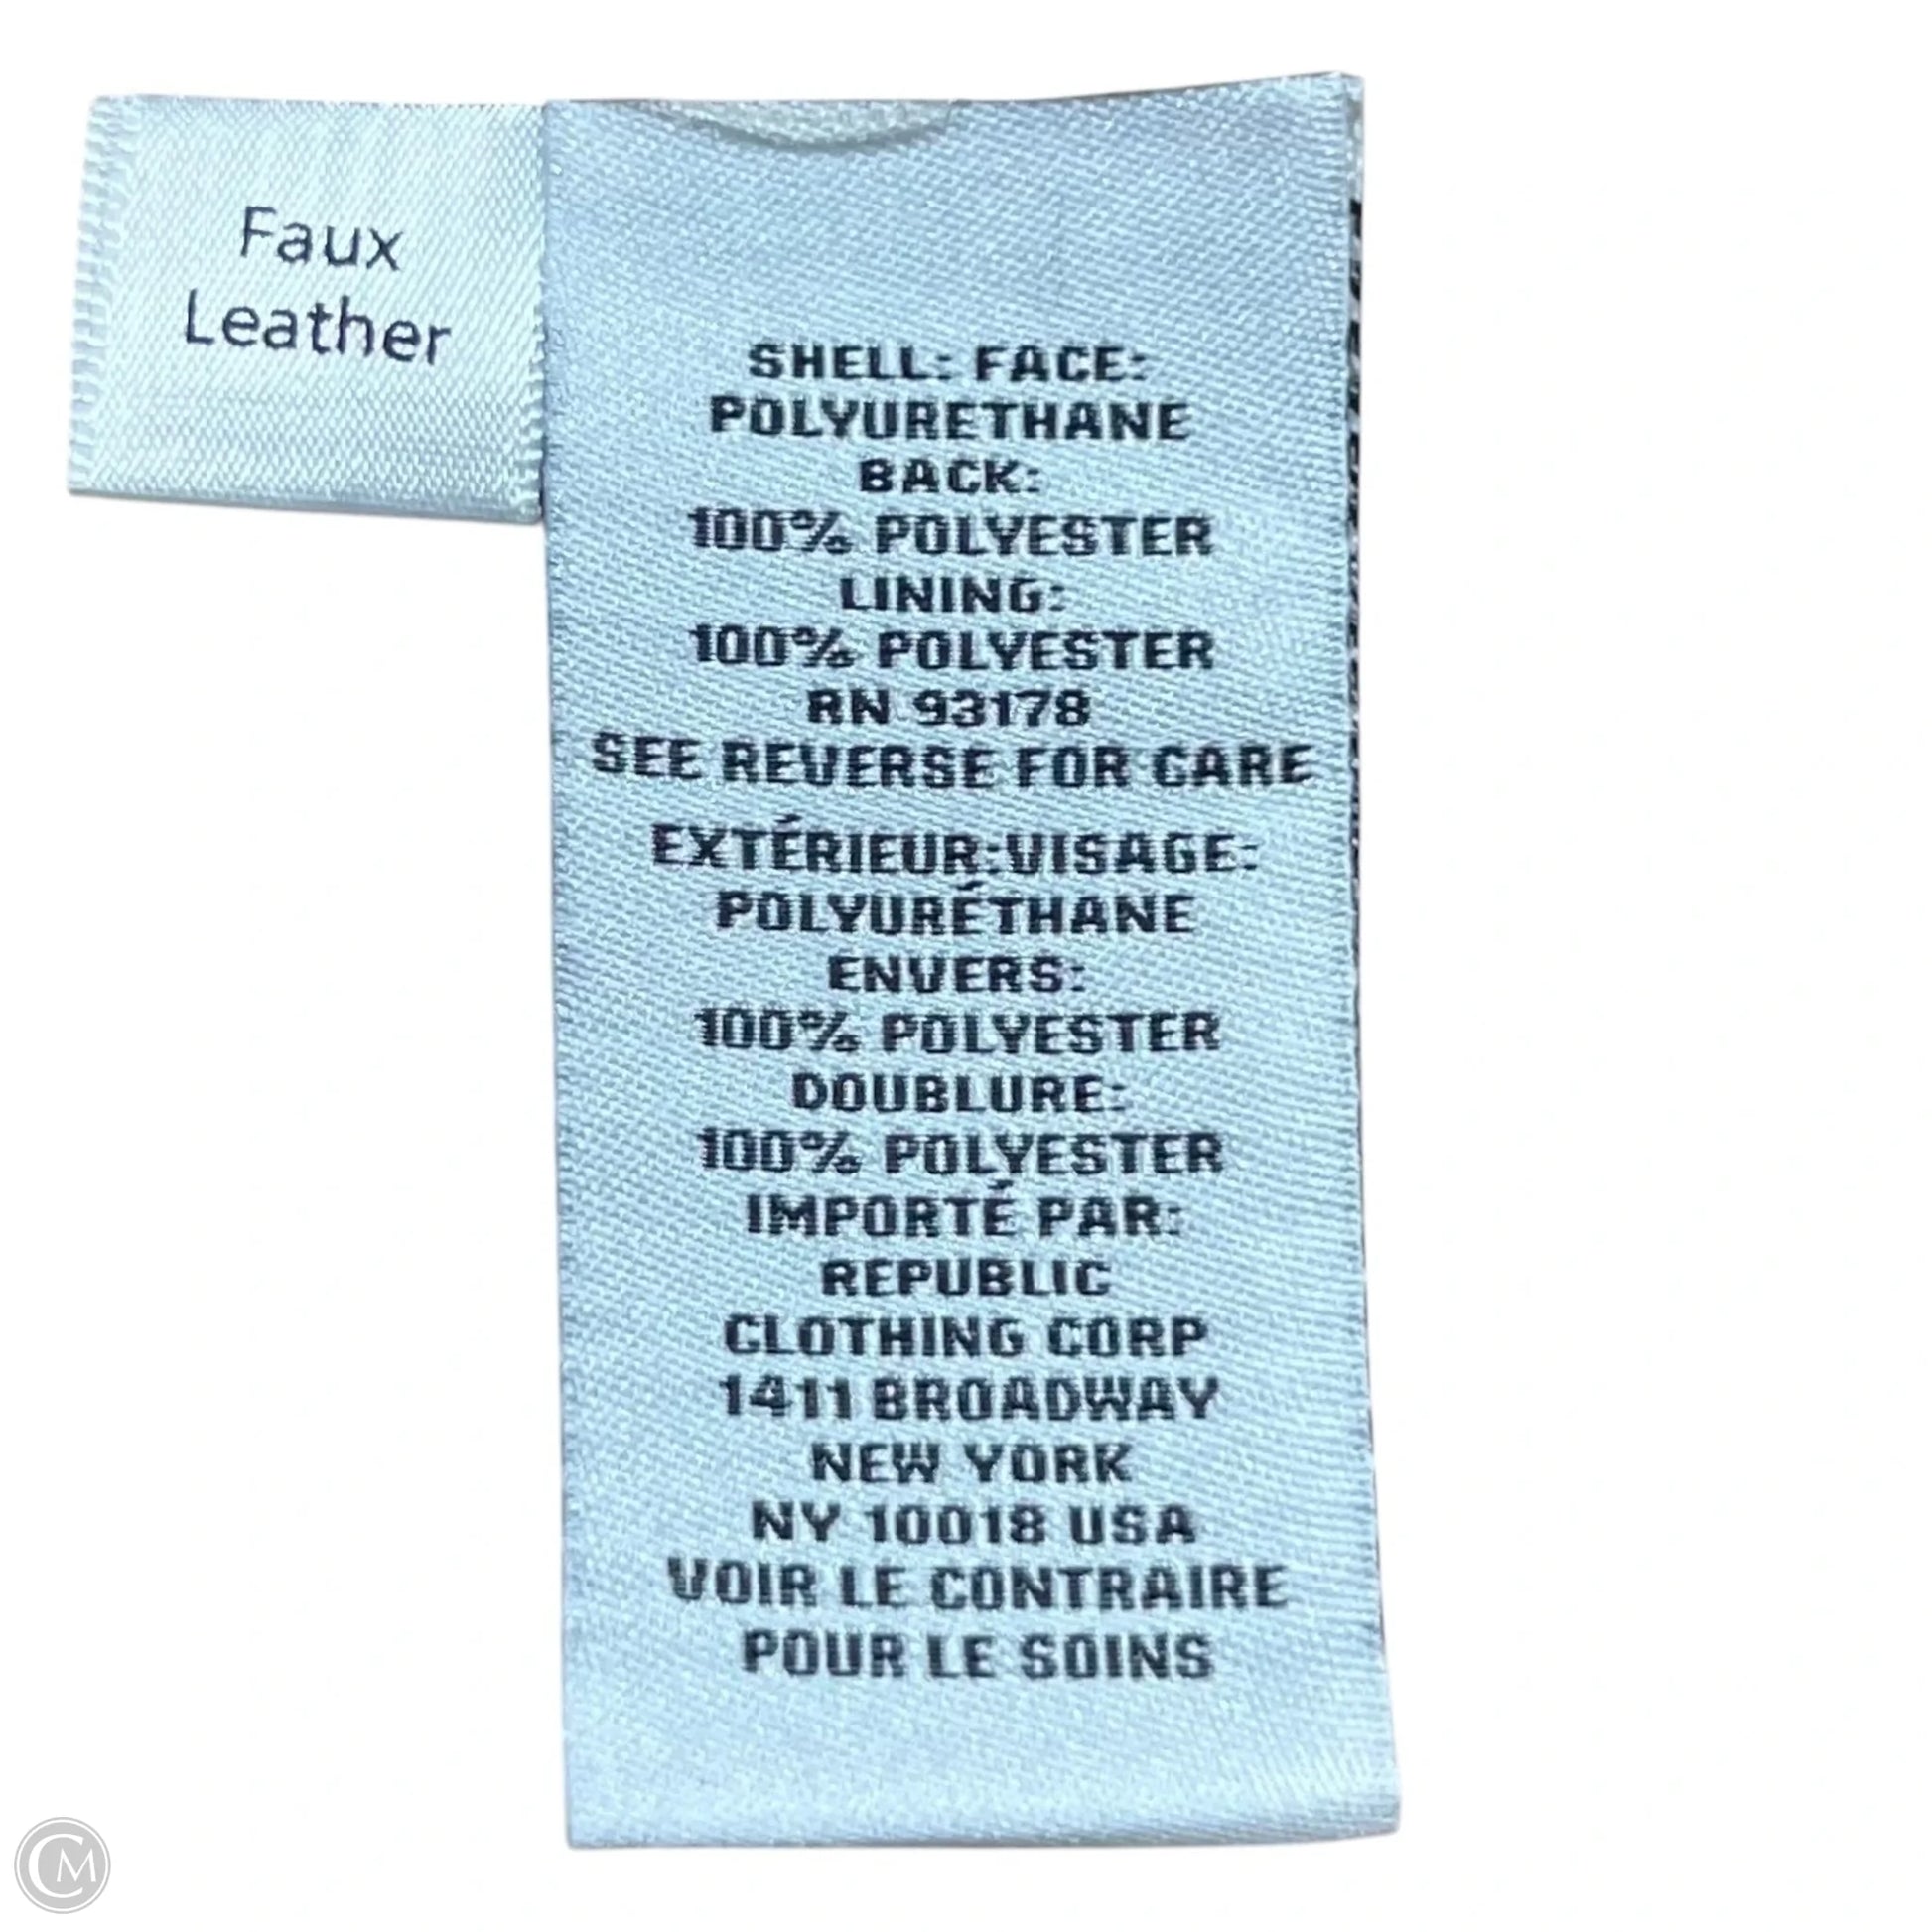 Faux
Leather
SHELL: FACE:
POLYURETHANE
BACK:
100% POLYESTER
LINING:
100% POLYESTER
RN 93178
SEE REVERSE FOR CARE
EXTÉRIEUR:VISAGE:
POLYURÉTHANE
ENVERS:
100% POLYESTER
DOUBLURE:
100% POLYESTER
IMPORTÉ PAR:
REPUBLIC
CLOTHING CORP
1411 BROADWAY
NEW YORK
NY 10018 USA
VOIR LE CONTRAIRE
POUR LE SOINS
CM